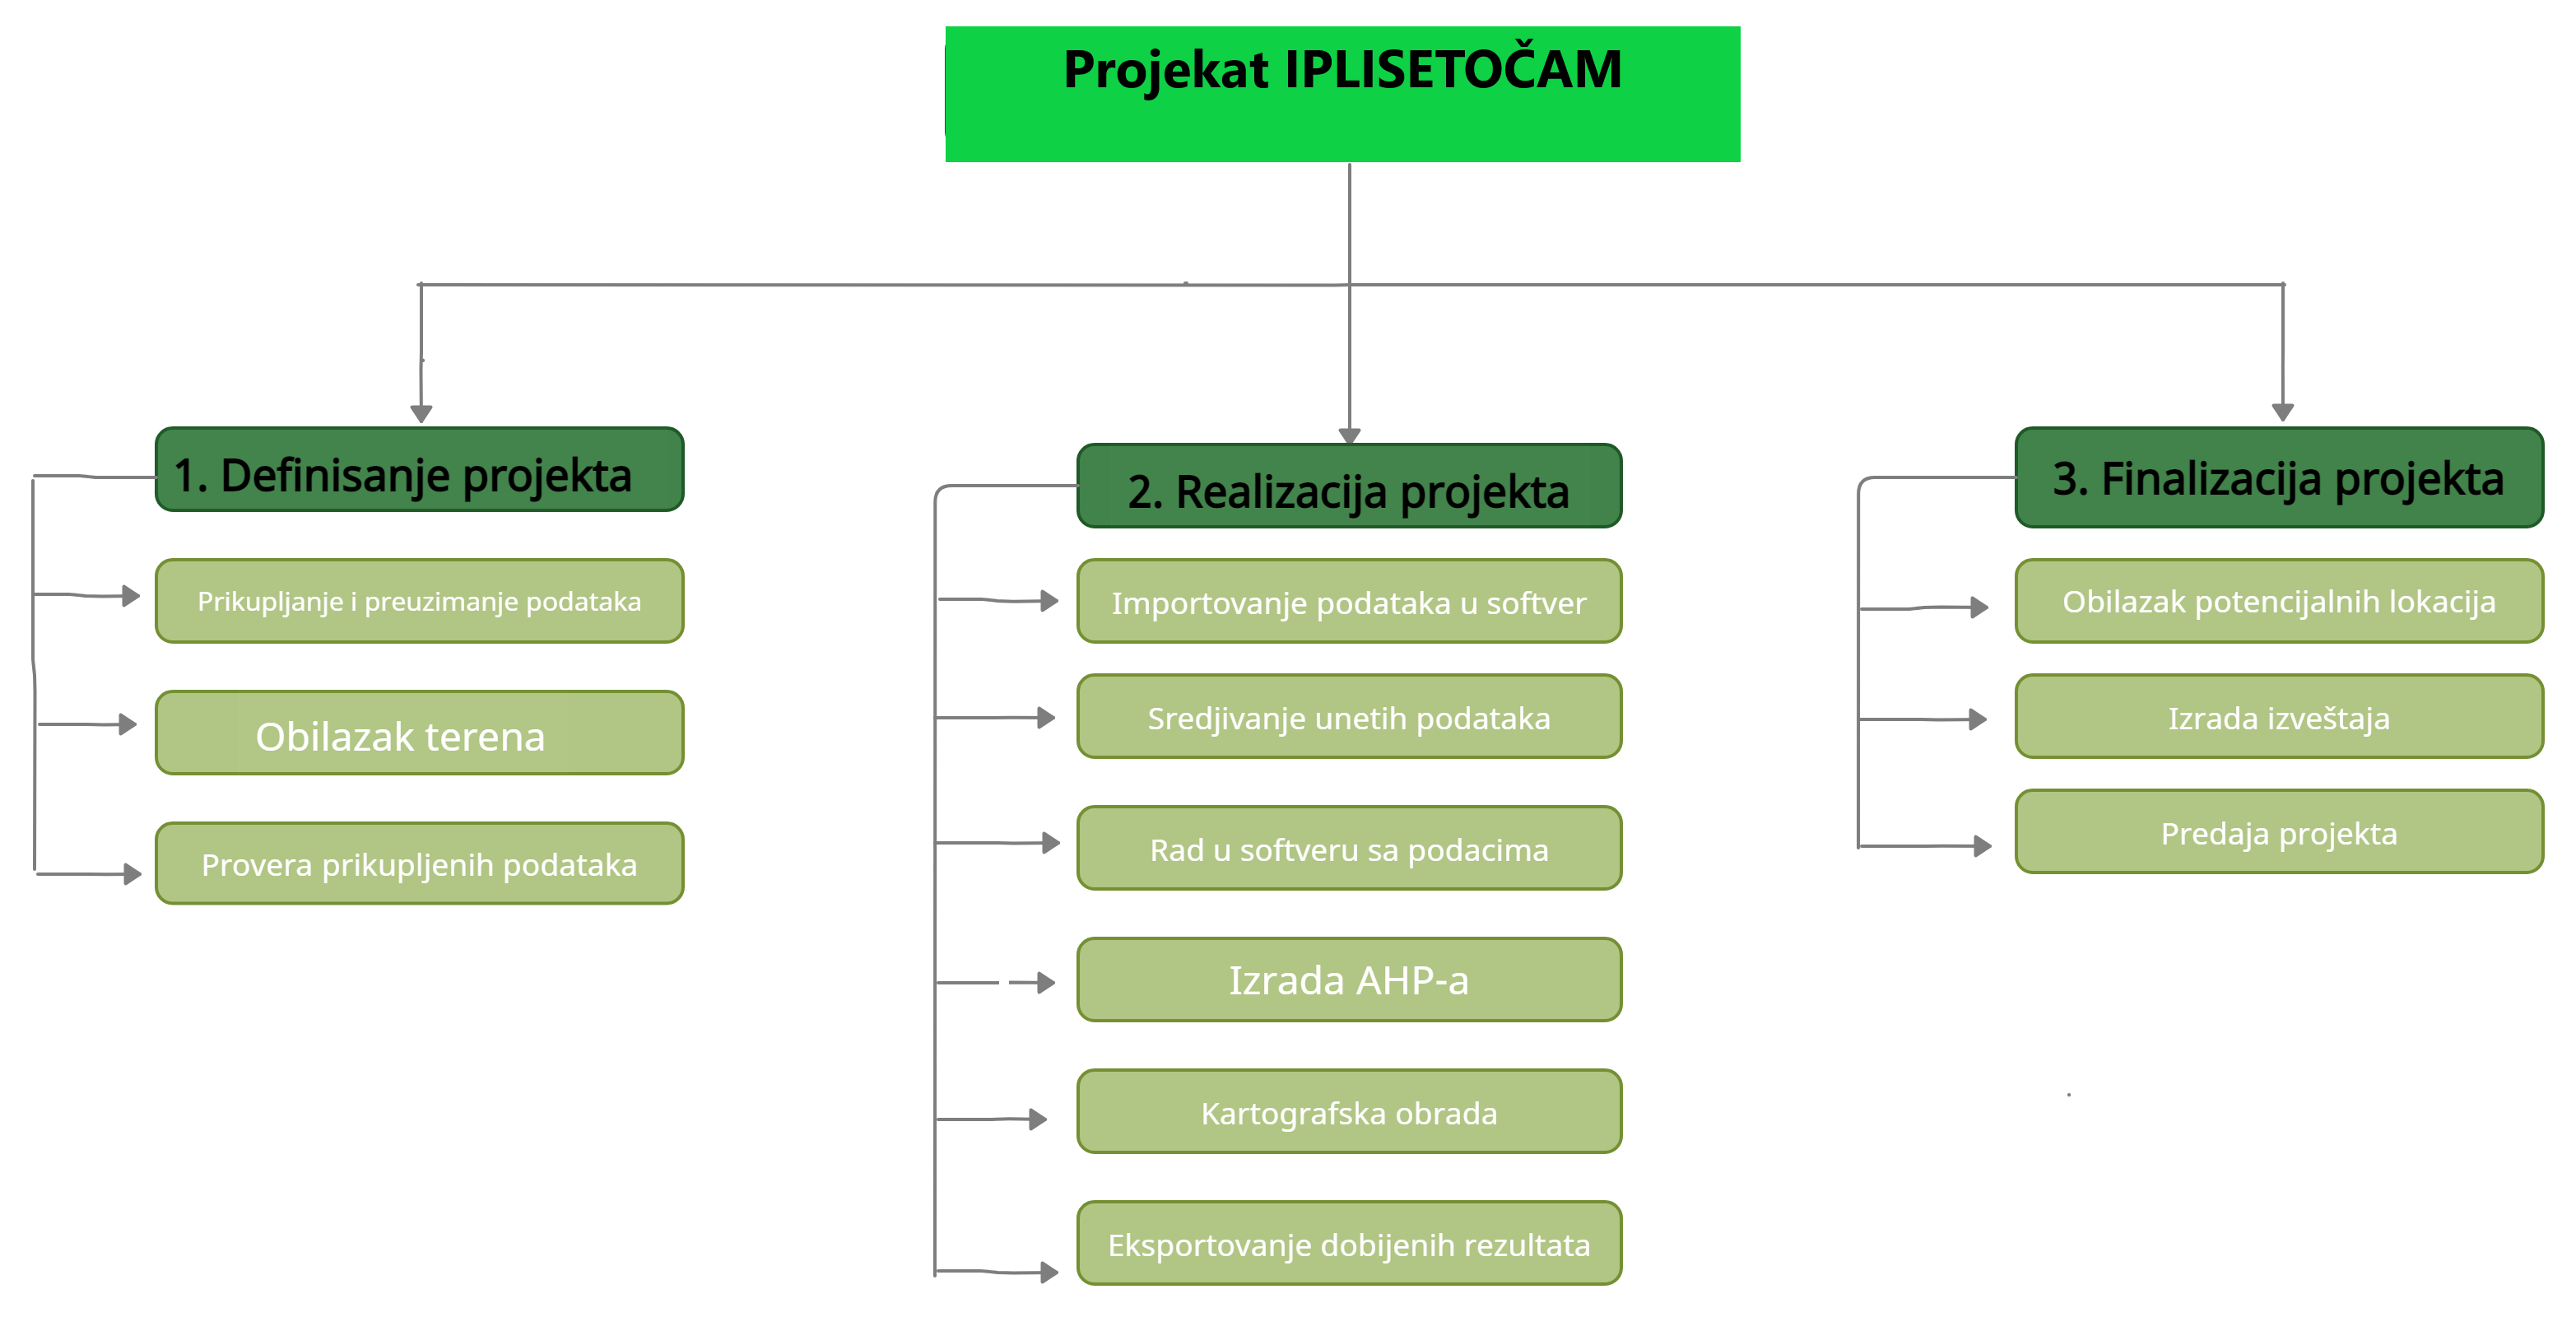 Projekat IPLISETOČAM
1. Definisanje projekta
Prikupljanje i preuzimanje podataka
Obilazak terena
Provera prikupljenih podataka
2. Realizacija projekta
Importovanje podataka u softver
Sredjivanje unetih podataka
Rad u softveru sa podacima
Izrada AHP-a
Kartografska obrada
Eksportovanje dobijenih rezultata
3. Finalizacija projekta
Obilazak potencijalnih lokacija
Izrada izveštaja
Predaja projekta